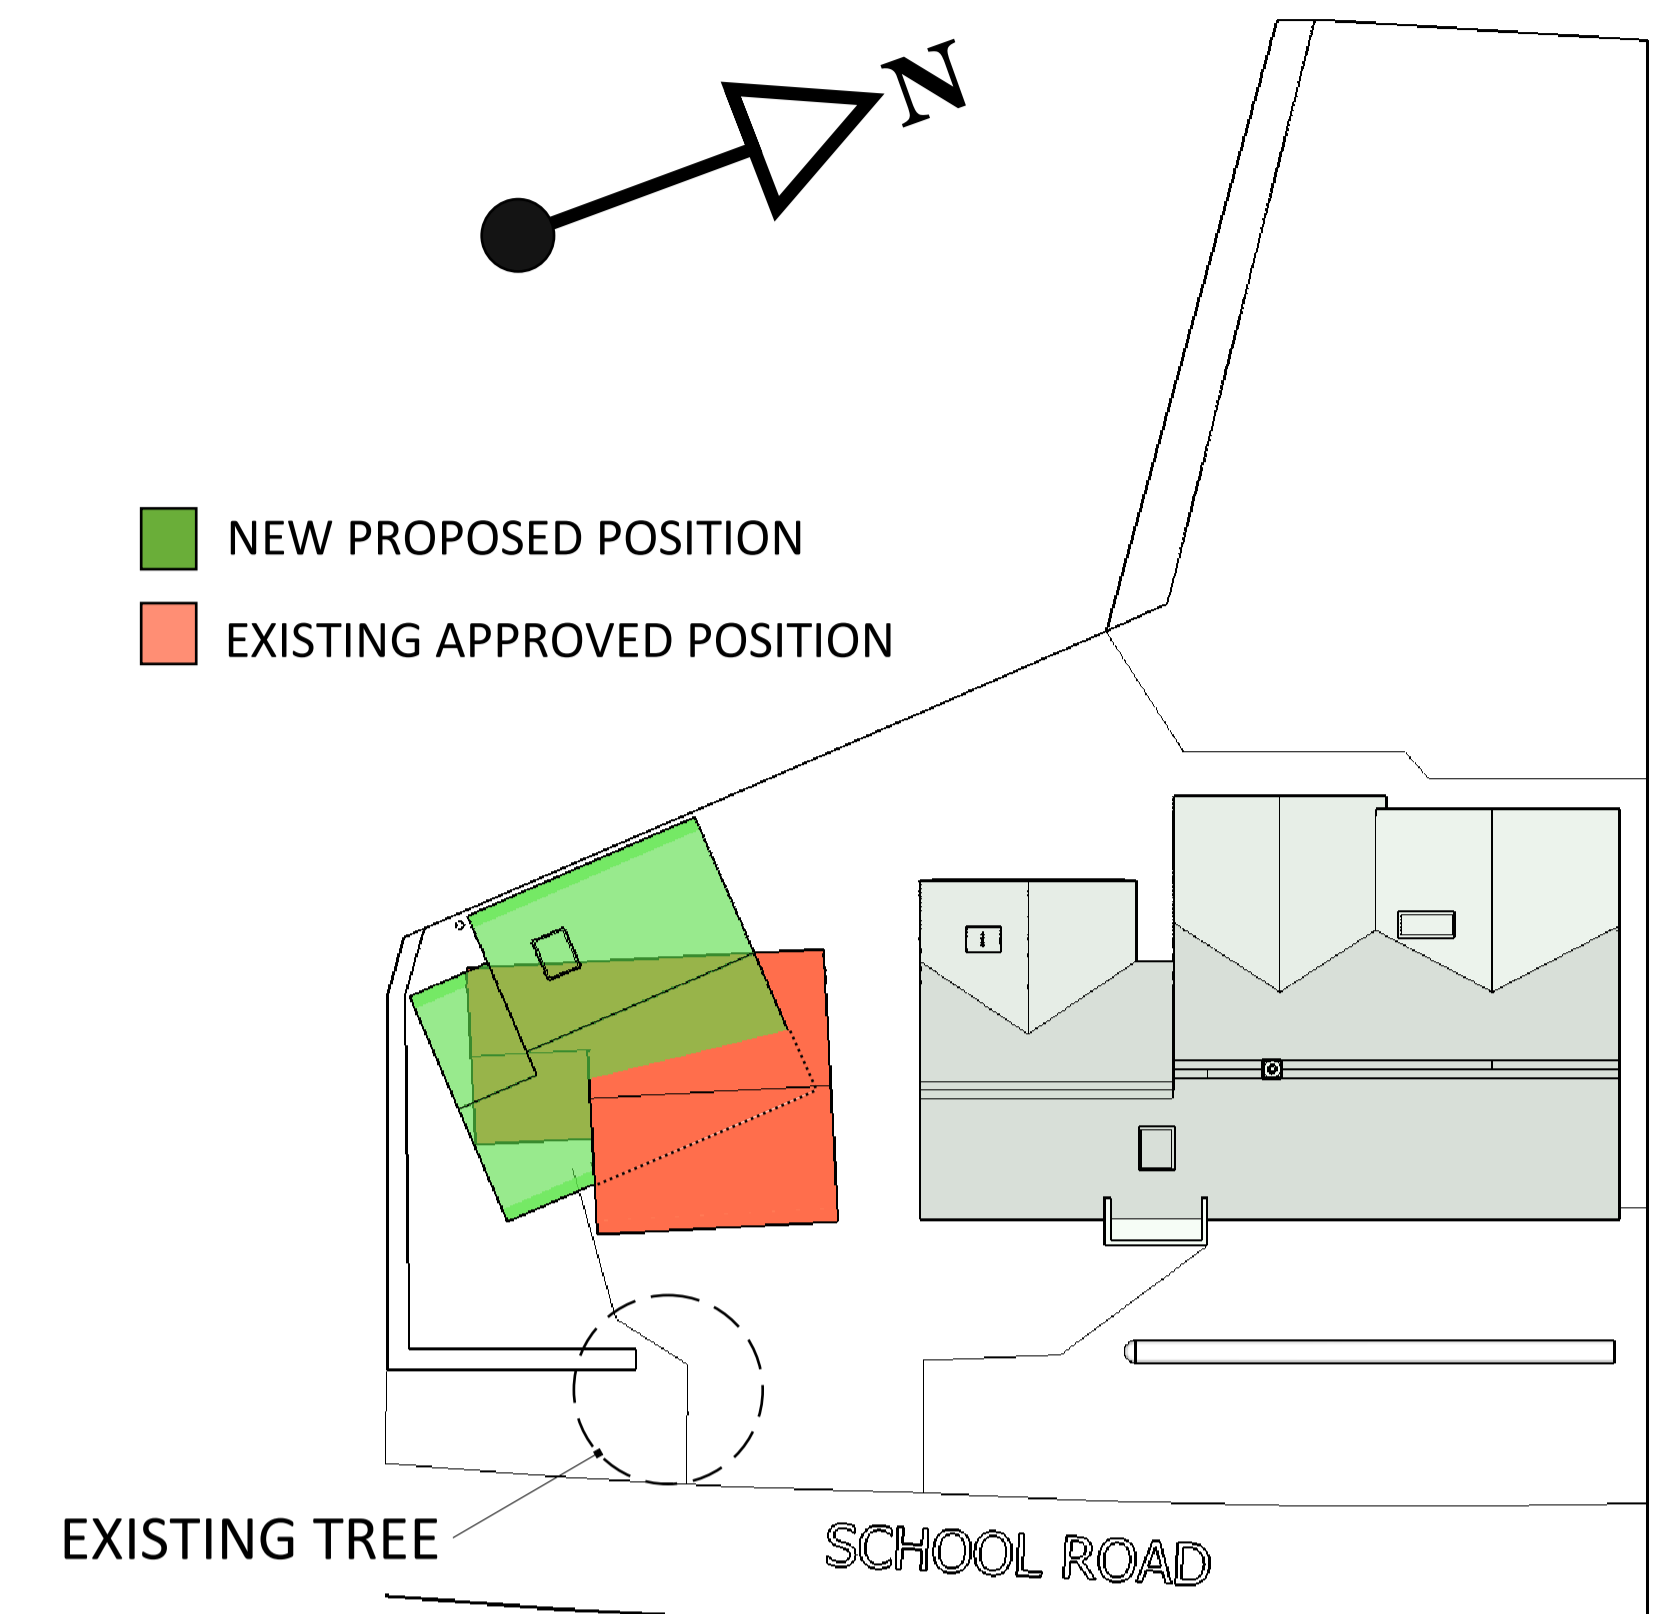 N
NEW PROPOSED POSITION
EXISTING APPROVED POSITION
EXISTING TREE
SCHOOL ROAD